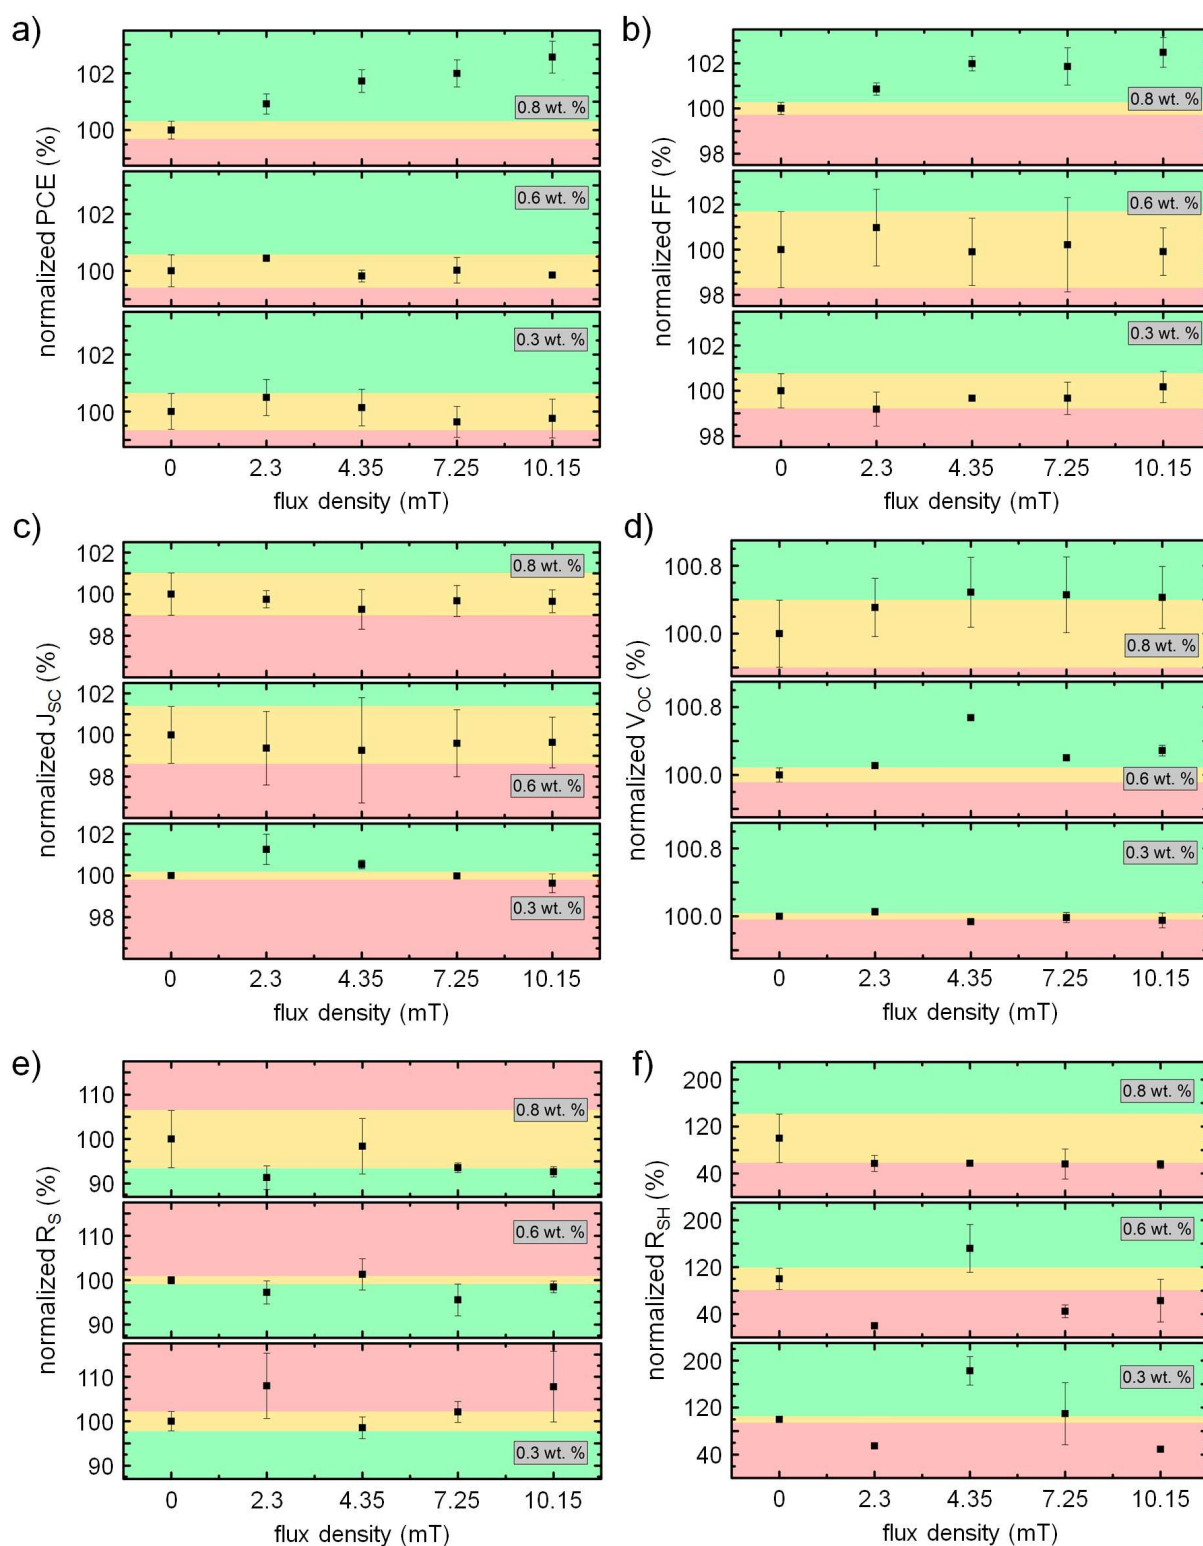 a)
normalized PCE (%)
102
0.8 wt. %
100
0.6 wt. %
102
100
0.3 wt. %
102
100
0 2.3 4.35 7.25 10.15
flux density (mT)
b)
normalized FF (%)
102
0.8 wt. %
100
98
0.6 wt. %
102
100
98
0.3 wt. %
102
100
98
0 2.3 4.35 7.25 10.15
flux density (mT)
c)
normalized J_SC (%)
102
0.8 wt. %
100
98
102
100
98
0.6 wt. %
102
100
98
0.3 wt. %
0 2.3 4.35 7.25 10.15
flux density (mT)
d)
normalized V_OC (%)
100.8
100.0
0.8 wt. %
100.8
100.0
0.6 wt. %
100.8
0.3 wt. %
100.0
0 2.3 4.35 7.25 10.15
flux density (mT)
e)
normalized R_S (%)
110
0.8 wt. %
100
90
0.6 wt. %
110
100
90
110
100
0.3 wt. %
90
0 2.3 4.35 7.25 10.15
flux density (mT)
f)
normalized R_SH (%)
200
0.8 wt. %
120
40
200
0.6 wt. %
120
40
200
0.3 wt. %
120
40
0 2.3 4.35 7.25 10.15
flux density (mT)